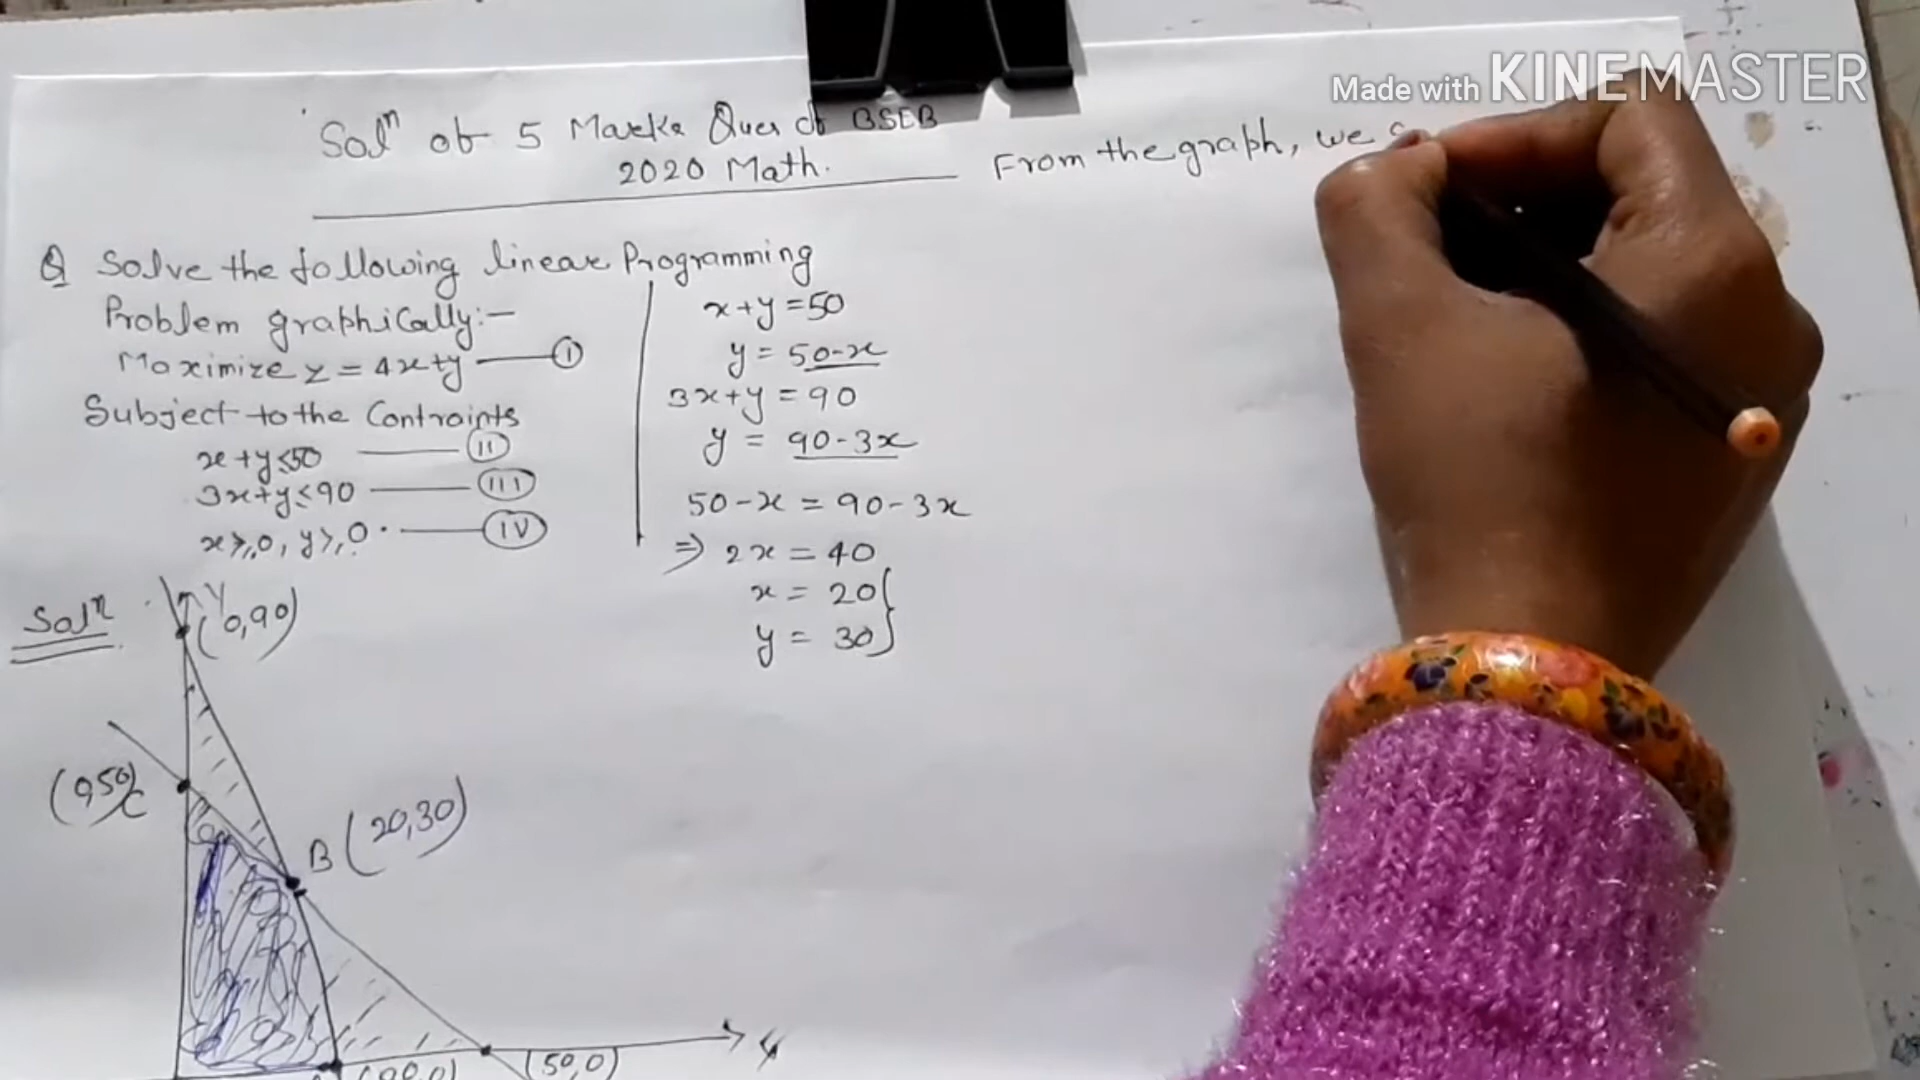 Made with KINEMASTER
Solⁿ of 5 Marks Ques of BSEB
2020 Math.
From the graph, we
Q Solve the following linear Programming
Problem graphically:-
Maximize z = 4x+y —— I
Subject to the Contraints
x+y≤50 —— II
3x+y≤90 —— III
x≥0, y≥0. —— IV
x+y=50
y = 50-x
3x+y = 90
y = 90-3x
50-x = 90-3x
⇒ 2x = 40
x = 20
y = 30
Solⁿ
Y
(0,90)
(0,50) C
B (20,30)
(50,0)